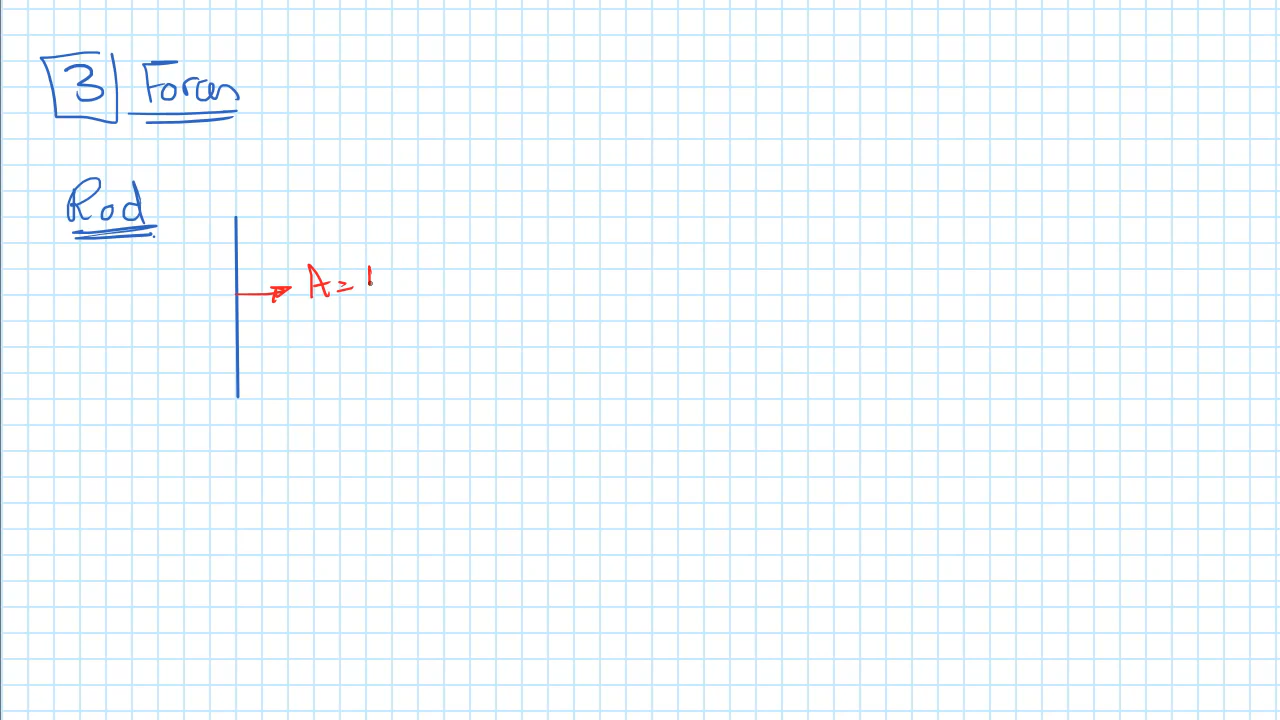 3 Forces
Rod
A = 1